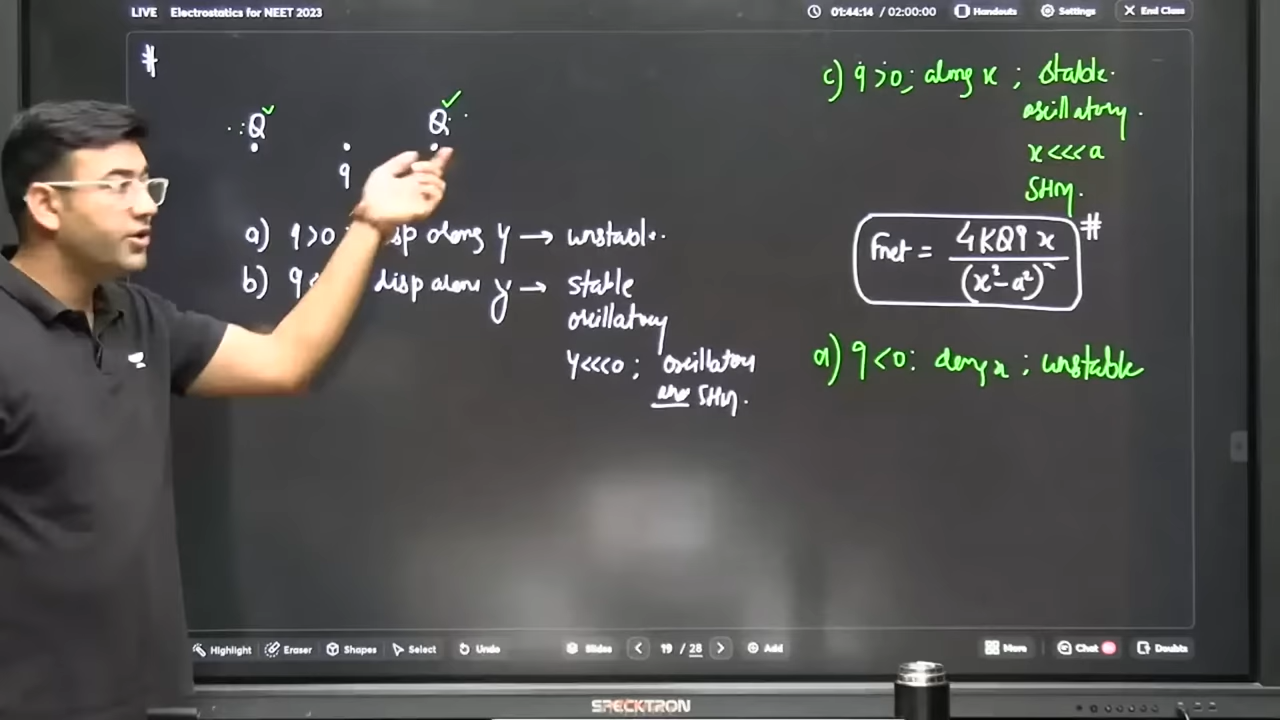 LIVE Electrostatics for NEET 2023
01:44:14 / 02:00:00 Handouts Settings End Class
#
Q Q
q
a) q>0 disp along y → unstable.
b) q< disp along y → stable
oscillatory
y<<<0 ; oscillatory
are SHM.
c) q>0; along x ; stable.
oscillatory.
x<<<a
SHM.
Fnet = 4KQqx / (x²-a²)² #
d) q<0: along x ; unstable
Highlight Eraser Shapes Select Undo Slides 19 / 28 Add More Chat Doubts
SPECKTRON